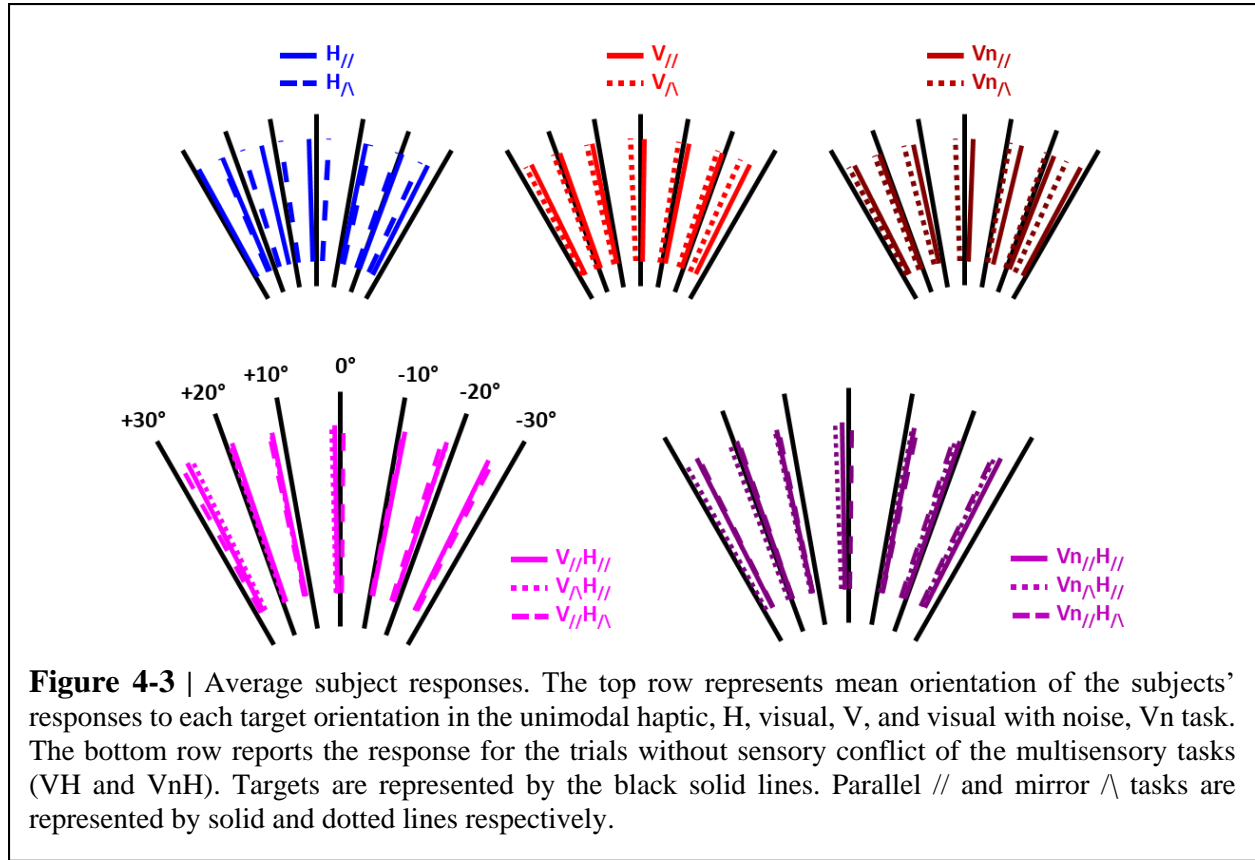 H// V// Vn//
H/\ V/\ Vn/\
+30° +20° +10° 0° -10° -20° -30°
V//H//
V/\H//
V//H/\
Vn//H//
Vn/\H//
Vn//H/\
Figure 4-3 | Average subject responses. The top row represents mean orientation of the subjects’
responses to each target orientation in the unimodal haptic, H, visual, V, and visual with noise, Vn task.
The bottom row reports the response for the trials without sensory conflict of the multisensory tasks
(VH and VnH). Targets are represented by the black solid lines. Parallel // and mirror /\ tasks are
represented by solid and dotted lines respectively.